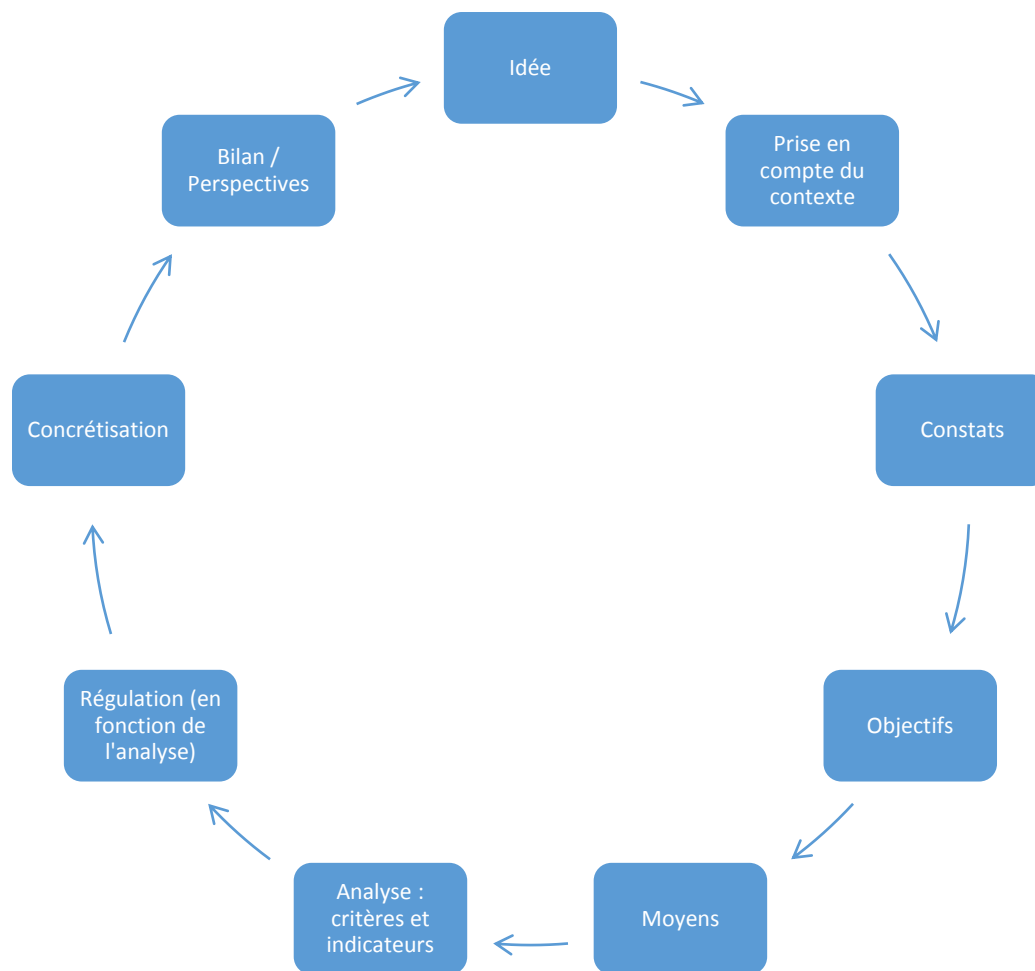 Idée
Prise en
compte du
contexte
Constats
Objectifs
Moyens
Analyse :
critères et
indicateurs
Régulation (en
fonction de
l'analyse)
Concrétisation
Bilan /
Perspectives